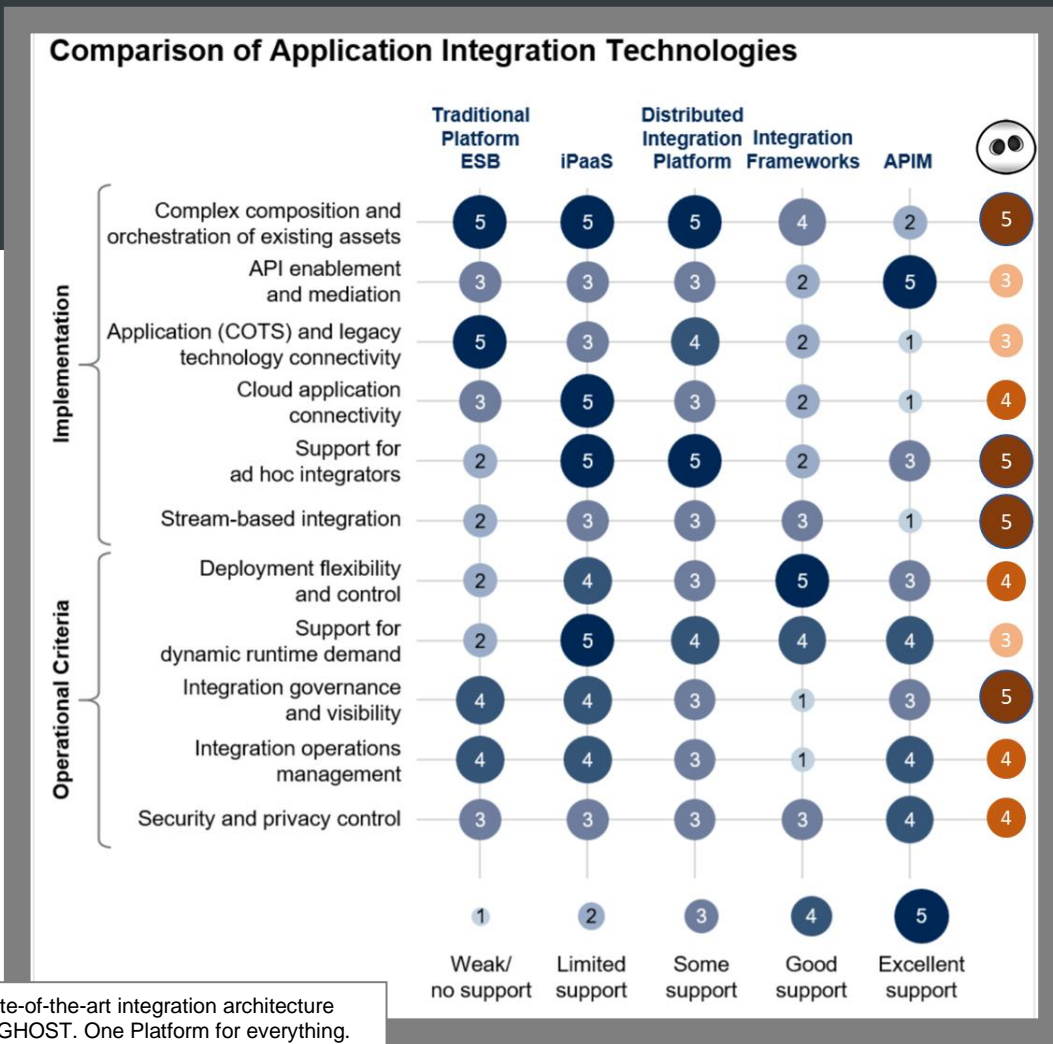 Comparison of Application Integration Technologies
Traditional
Platform
ESB
iPaaS
Distributed
Integration
Platform
Integration
Frameworks
APIM
Implementation
Complex composition and
orchestration of existing assets
5 5 5 4 2 5
API enablement
and mediation
3 3 3 2 5 3
Application (COTS) and legacy
technology connectivity
5 3 4 2 1 3
Cloud application
connectivity
3 5 3 2 1 4
Support for
ad hoc integrators
2 5 5 2 3 5
Stream-based integration
2 3 3 3 1 5
Operational Criteria
Deployment flexibility
and control
2 4 3 5 3 4
Support for
dynamic runtime demand
2 5 4 4 4 3
Integration governance
and visibility
4 4 3 1 3 5
Integration operations
management
4 4 3 1 4 4
Security and privacy control
3 3 3 3 4 4
1 2 3 4 5
Weak/
no support
Limited
support
Some
support
Good
support
Excellent
support
te-of-the-art integration architecture
GHOST. One Platform for everything.